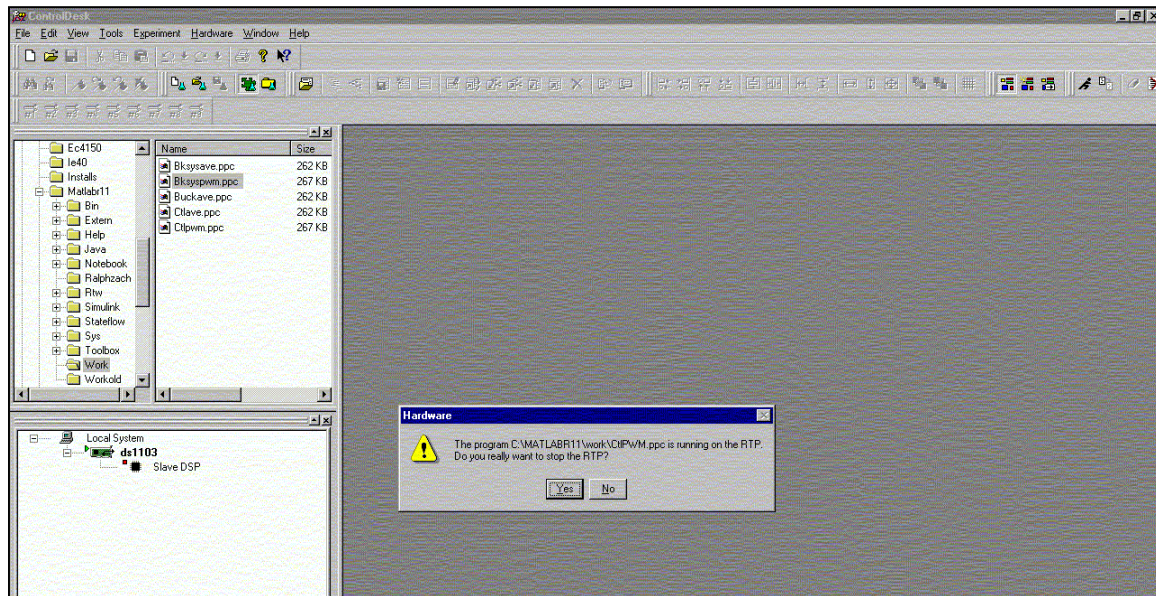 ControlDesk
File Edit View Tools Experiment Hardware Window Help
Ec4150
Ie40
Installs
Matlabr11
Bin
Extern
Help
Java
Notebook
Ralphzach
Rtw
Simulink
Stateflow
Sys
Toolbox
Work
Workold
Name Size
Bksysave.ppc 262 KB
Bksyspwm.ppc 267 KB
Buckave.ppc 262 KB
Ctlave.ppc 262 KB
Ctlpwm.ppc 267 KB
Local System
ds1103
Slave DSP
Hardware
The program C:\MATLABR11\work\CtlPWM.ppc is running on the RTP.
Do you really want to stop the RTP?
Yes No